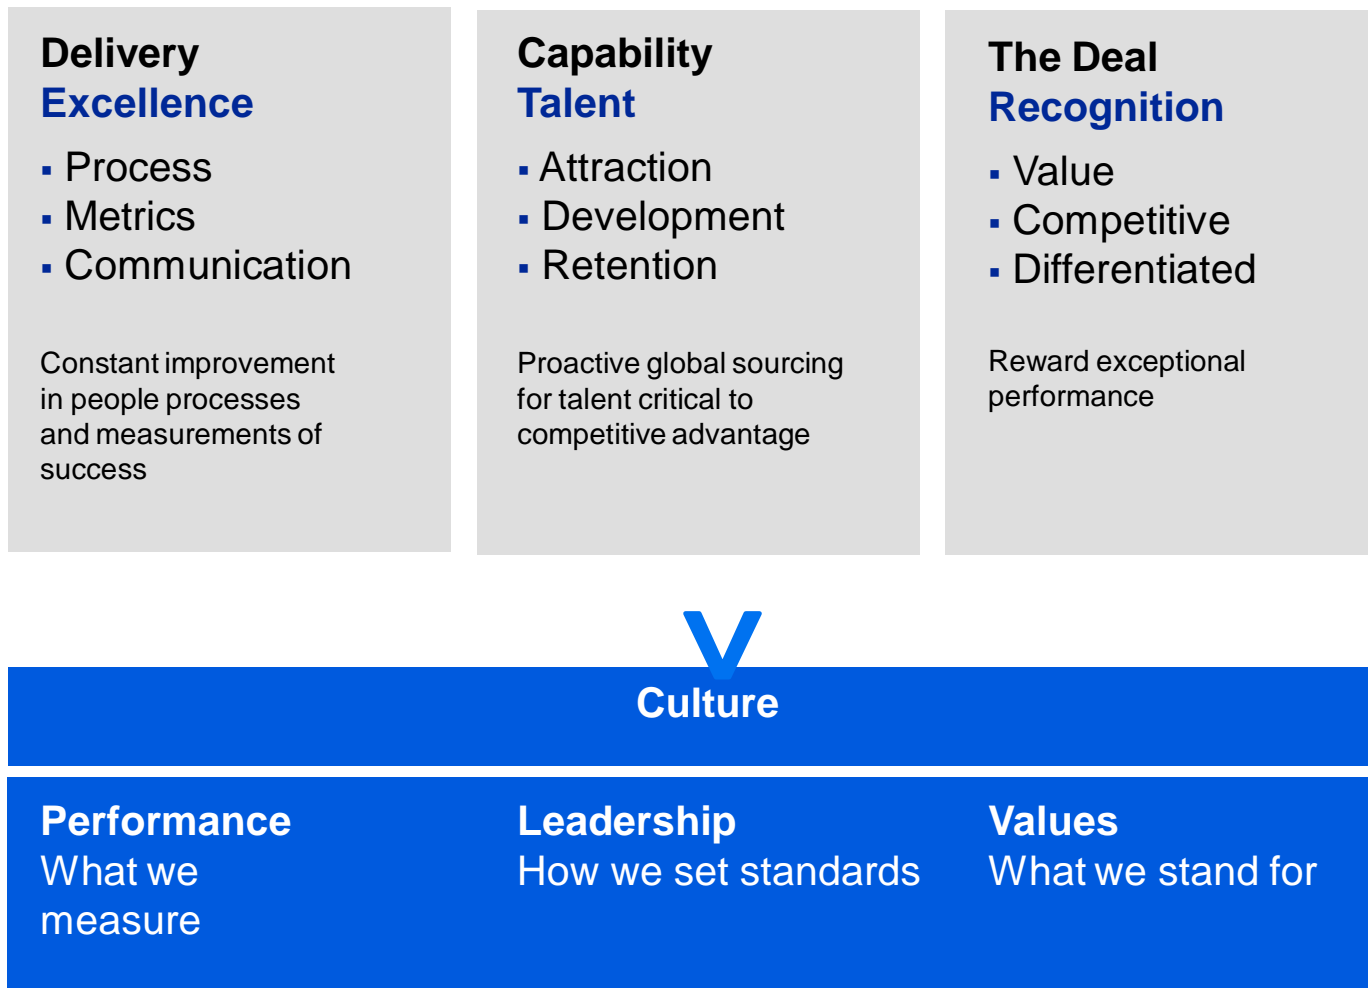 Delivery
Excellence
▪ Process
▪ Metrics
▪ Communication
Constant improvement
in people processes
and measurements of
success
Capability
Talent
▪ Attraction
▪ Development
▪ Retention
Proactive global sourcing
for talent critical to
competitive advantage
The Deal
Recognition
▪ Value
▪ Competitive
▪ Differentiated
Reward exceptional
performance
Culture
Performance
What we
measure
Leadership
How we set standards
Values
What we stand for